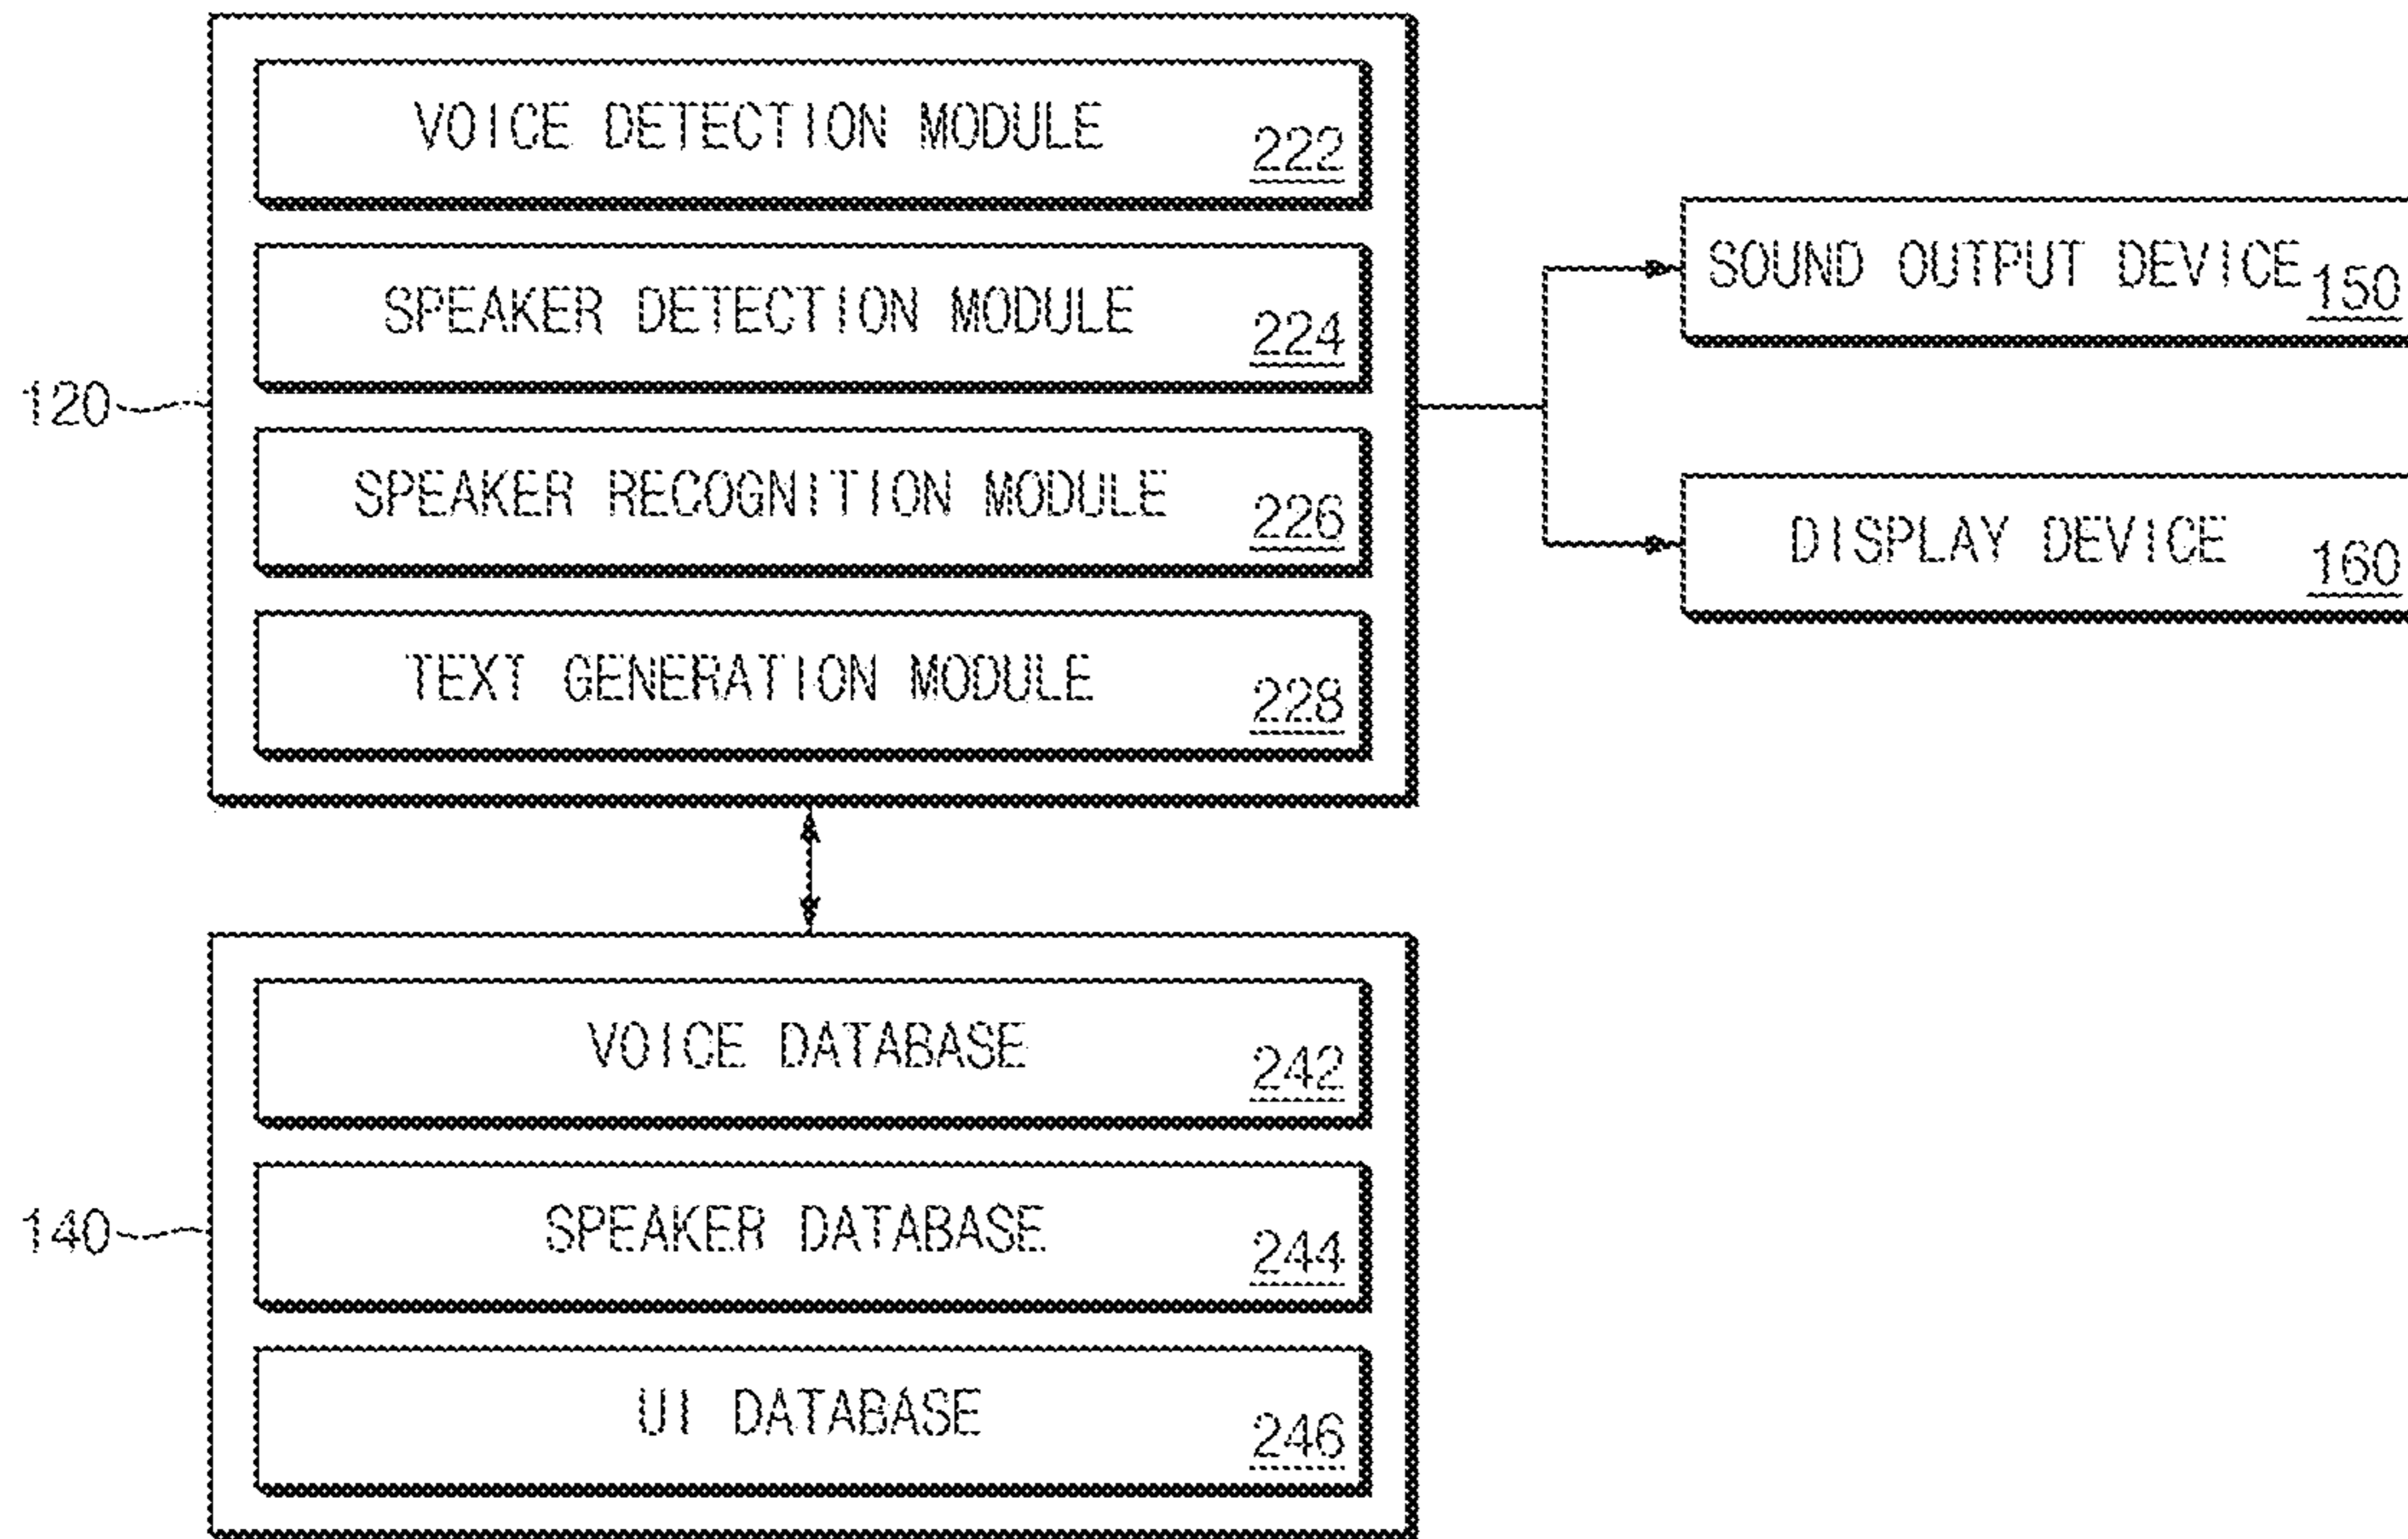 VOICE DETECTION MODULE 222
SPEAKER DETECTION MODULE 224
120
SPEAKER RECOGNITION MODULE 226
TEXT GENERATION MODULE 228
SOUND OUTPUT DEVICE 150
DISPLAY DEVICE 160
VOICE DATABASE 242
140
SPEAKER DATABASE 244
UI DATABASE 246